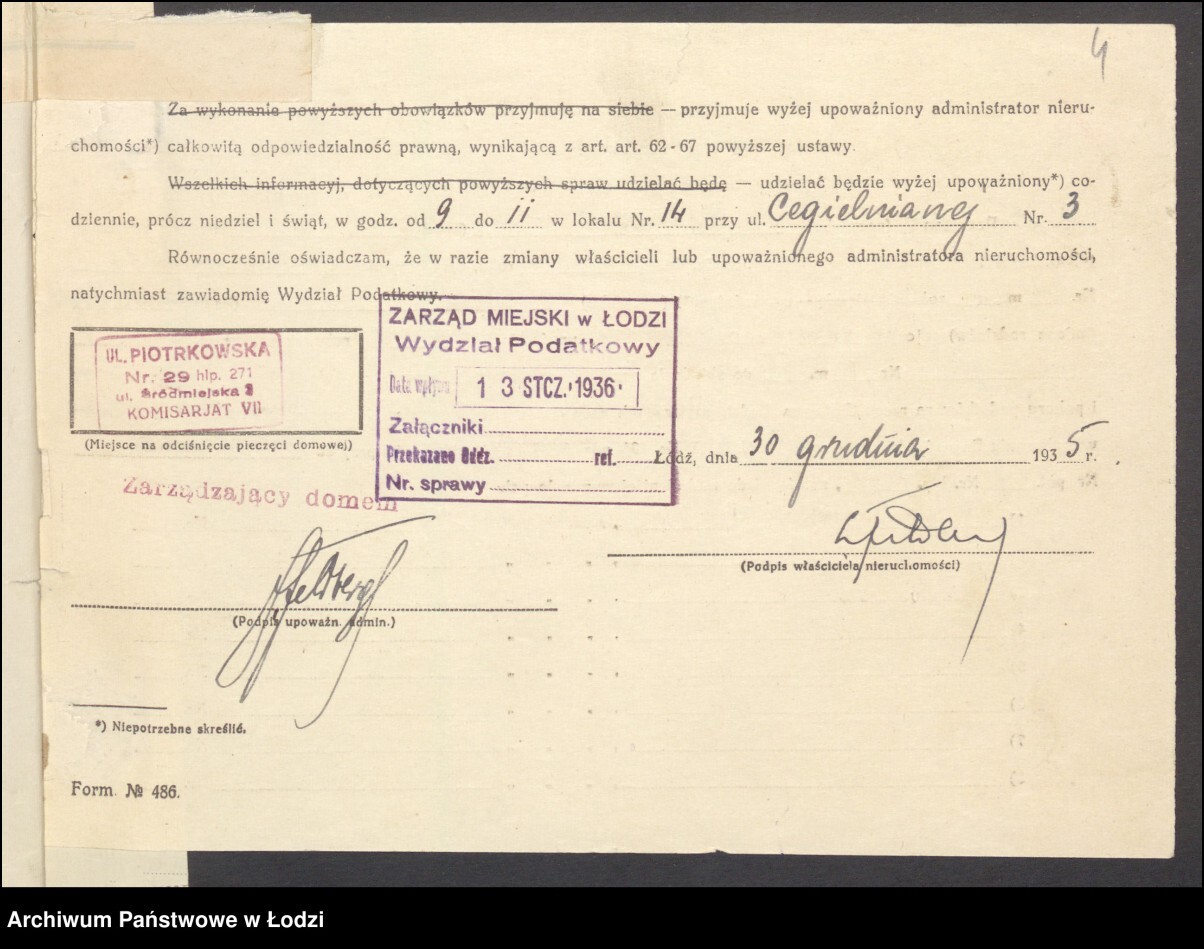 4
Za wykonanie powyższych obowiązków przyjmuję na siebie — przyjmuje wyżej upoważniony administrator nieru-
chomości*) całkowitą odpowiedzialność prawną, wynikającą z art. art. 62-67 powyższej ustawy.
Wszelkich informacyj, dotyczących powyższych spraw udzielać będę — udzielać będzie wyżej upoważniony*) co-
dziennie, prócz niedziel i świąt, w godz. od 9 do 11 w lokalu Nr. 14 przy ul. Cegielnianej Nr. 3
Równocześnie oświadczam, że w razie zmiany właścicieli lub upoważnionego administratora nieruchomości,
natychmiast zawiadomię Wydział Podatkowy.
UL. PIOTRKOWSKA
Nr. 29 hlp. 271
ul. Śródmiejska 2
KOMISARJAT VII
(Miejsce na odciśnięcie pieczęci domowej)
ZARZĄD MIEJSKI w ŁODZI
Wydział Podatkowy
Data wpływu 13 STCZ. 1936
Załączniki
Przekazano Oddz. ref.
Nr. sprawy
Łódź, dnia 30 grudnia 1935 r.
Zarządzający domem
(Podpis właściciela nieruchomości)
(Podpis upoważn. admin.)
*) Niepotrzebne skreślić.
Form. № 486.
Archiwum Państwowe w Łodzi